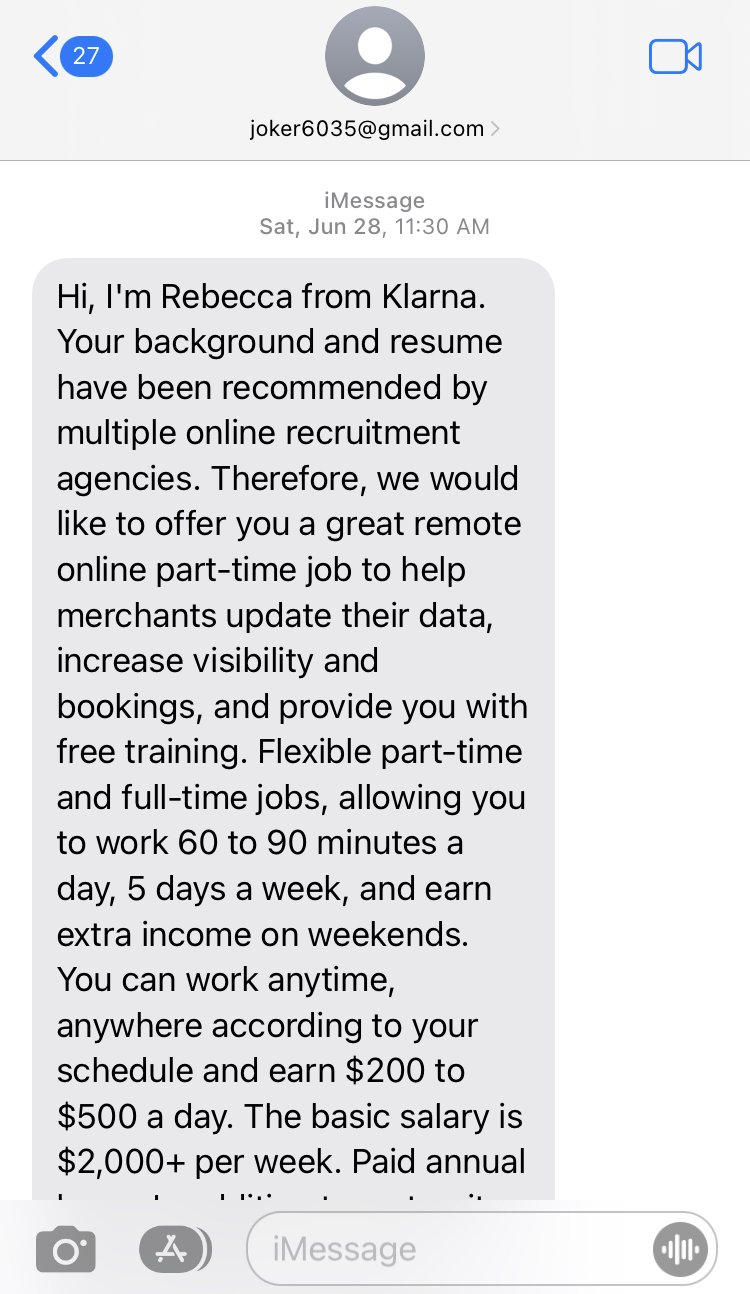 27
joker6035@gmail.com
iMessage
Sat, Jun 28, 11:30 AM
Hi, I'm Rebecca from Klarna.
Your background and resume
have been recommended by
multiple online recruitment
agencies. Therefore, we would
like to offer you a great remote
online part-time job to help
merchants update their data,
increase visibility and
bookings, and provide you with
free training. Flexible part-time
and full-time jobs, allowing you
to work 60 to 90 minutes a
day, 5 days a week, and earn
extra income on weekends.
You can work anytime,
anywhere according to your
schedule and earn $200 to
$500 a day. The basic salary is
$2,000+ per week. Paid annual
iMessage